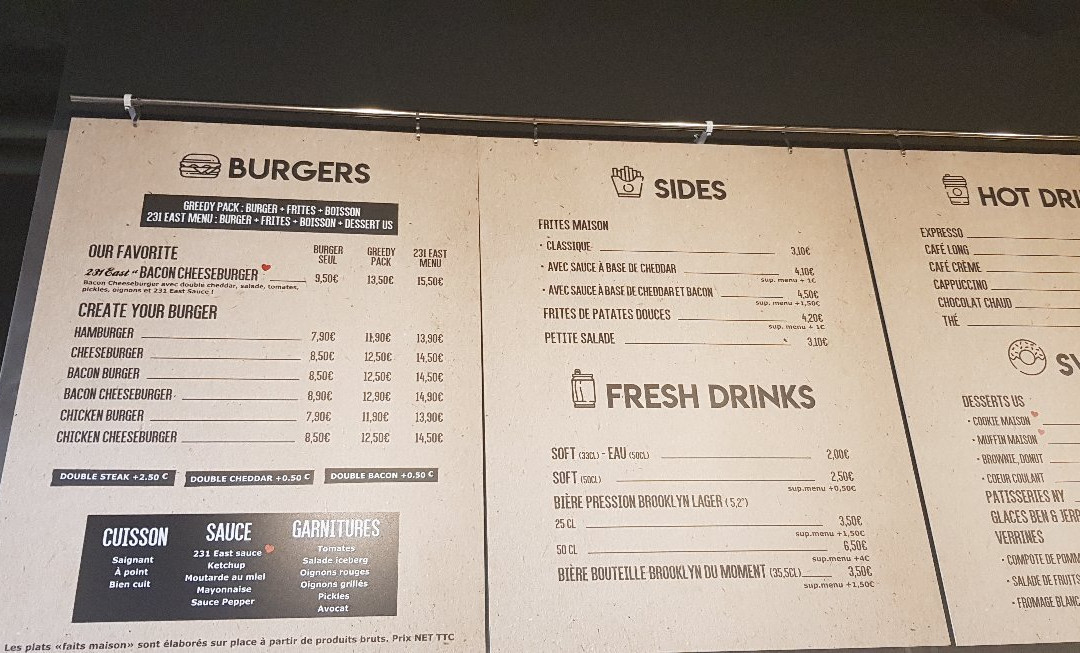 BURGERS
GREEDY PACK : BURGER + FRITES + BOISSON
231 EAST MENU : BURGER + FRITES + BOISSON + DESSERT US
OUR FAVORITE BURGER SEUL GREEDY PACK 231 EAST MENU
231 East " BACON CHEESEBURGER 9,50€ 13,50€ 15,50€
Bacon Cheeseburger avec double cheddar, salade, tomates,
pickles, oignons et 231 East Sauce !
CREATE YOUR BURGER
HAMBURGER 7,90€ 11,90€ 13,90€
CHEESEBURGER 8,50€ 12,50€ 14,50€
BACON BURGER 8,50€ 12,50€ 14,50€
BACON CHEESEBURGER 8,90€ 12,90€ 14,90€
CHICKEN BURGER 7,90€ 11,90€ 13,90€
CHICKEN CHEESEBURGER 8,50€ 12,50€ 14,50€
DOUBLE STEAK +2.50 € DOUBLE CHEDDAR +0.50 € DOUBLE BACON +0.50 €
CUISSON
Saignant
À point
Bien cuit
SAUCE
231 East sauce
Ketchup
Moutarde au miel
Mayonnaise
Sauce Pepper
GARNITURES
Tomates
Salade iceberg
Oignons rouges
Oignons grillés
Pickles
Avocat
Les plats «faits maison» sont élaborés sur place à partir de produits bruts. Prix NET TTC
SIDES
FRITES MAISON
• CLASSIQUE 3,10€
• AVEC SAUCE À BASE DE CHEDDAR 4,10€
sup. menu + 1€
• AVEC SAUCE À BASE DE CHEDDAR ET BACON 4,50€
sup. menu +1,50€
FRITES DE PATATES DOUCES 4,20€
sup. menu + 1€
PETITE SALADE 3,10€
FRESH DRINKS
SOFT (33CL) - EAU (50CL) 2,00€
SOFT (50CL) 2,50€
sup.menu +0,50€
BIÈRE PRESSION BROOKLYN LAGER ( 5,2°)
25 CL 3,50€
sup.menu +1,50€
50 CL 6,50€
sup.menu +4€
BIÈRE BOUTEILLE BROOKLYN DU MOMENT (35,5CL) 3,50€
sup.menu +1,50€
HOT DRI
EXPRESSO
CAFÉ LONG
CAFÉ CRÈME
CAPPUCCINO
CHOCOLAT CHAUD
THÉ
SW
DESSERTS US
• COOKIE MAISON
• MUFFIN MAISON
• BROWNIE, DONUT
• COEUR COULANT
PATISSERIES NY
GLACES BEN & JERR
VERRINES
• COMPOTE DE POMM
• SALADE DE FRUITS
• FROMAGE BLANC